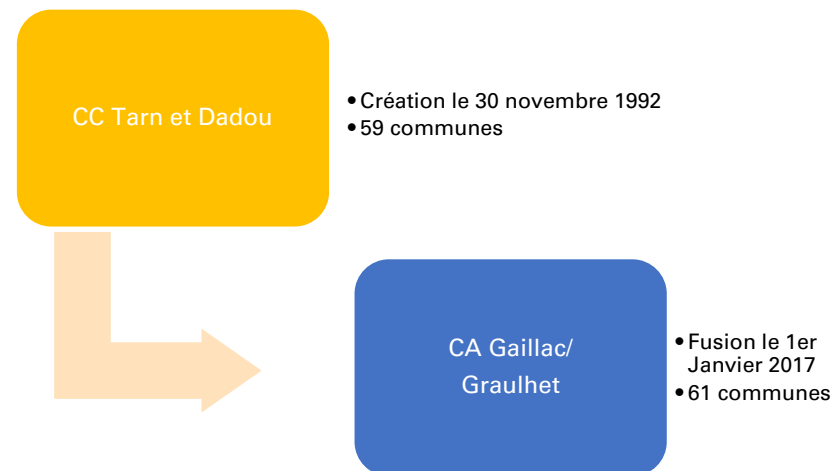 CC Tarn et Dadou
•Création le 30 novembre 1992
•59 communes
CA Gaillac/
Graulhet
•Fusion le 1er
Janvier 2017
•61 communes